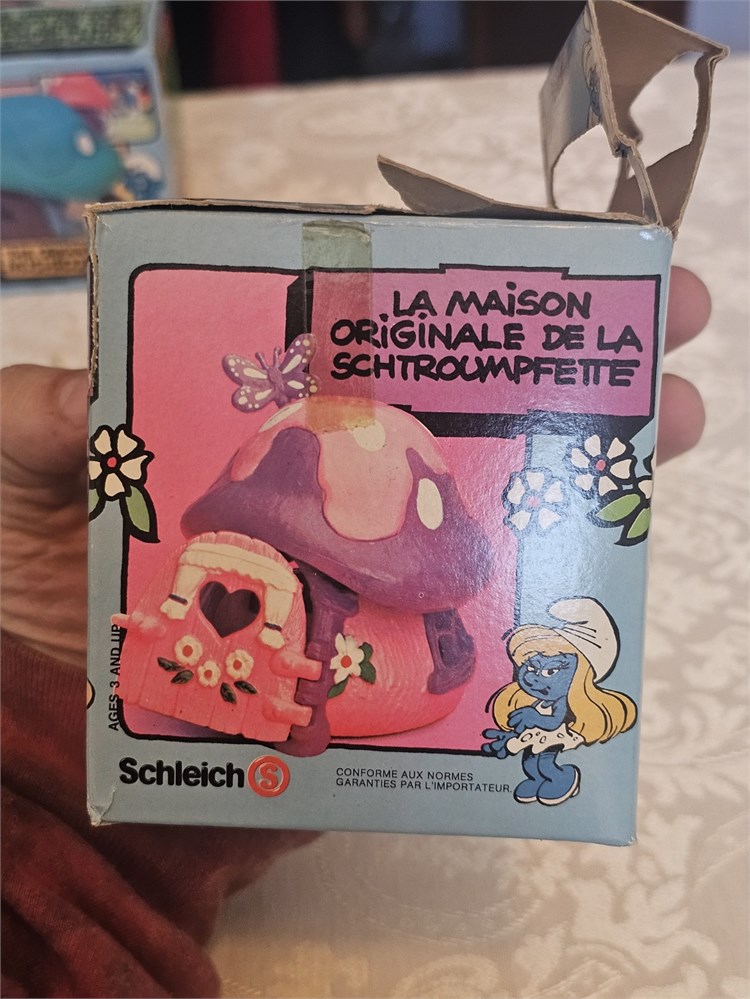 LA MAiSON
ORiGINALE DE LA
SCHTROUMPFETTE
AGES 3 AND UP
Schleich S
CONFORME AUX NORMES
GARANTIES PAR L'IMPORTATEUR.